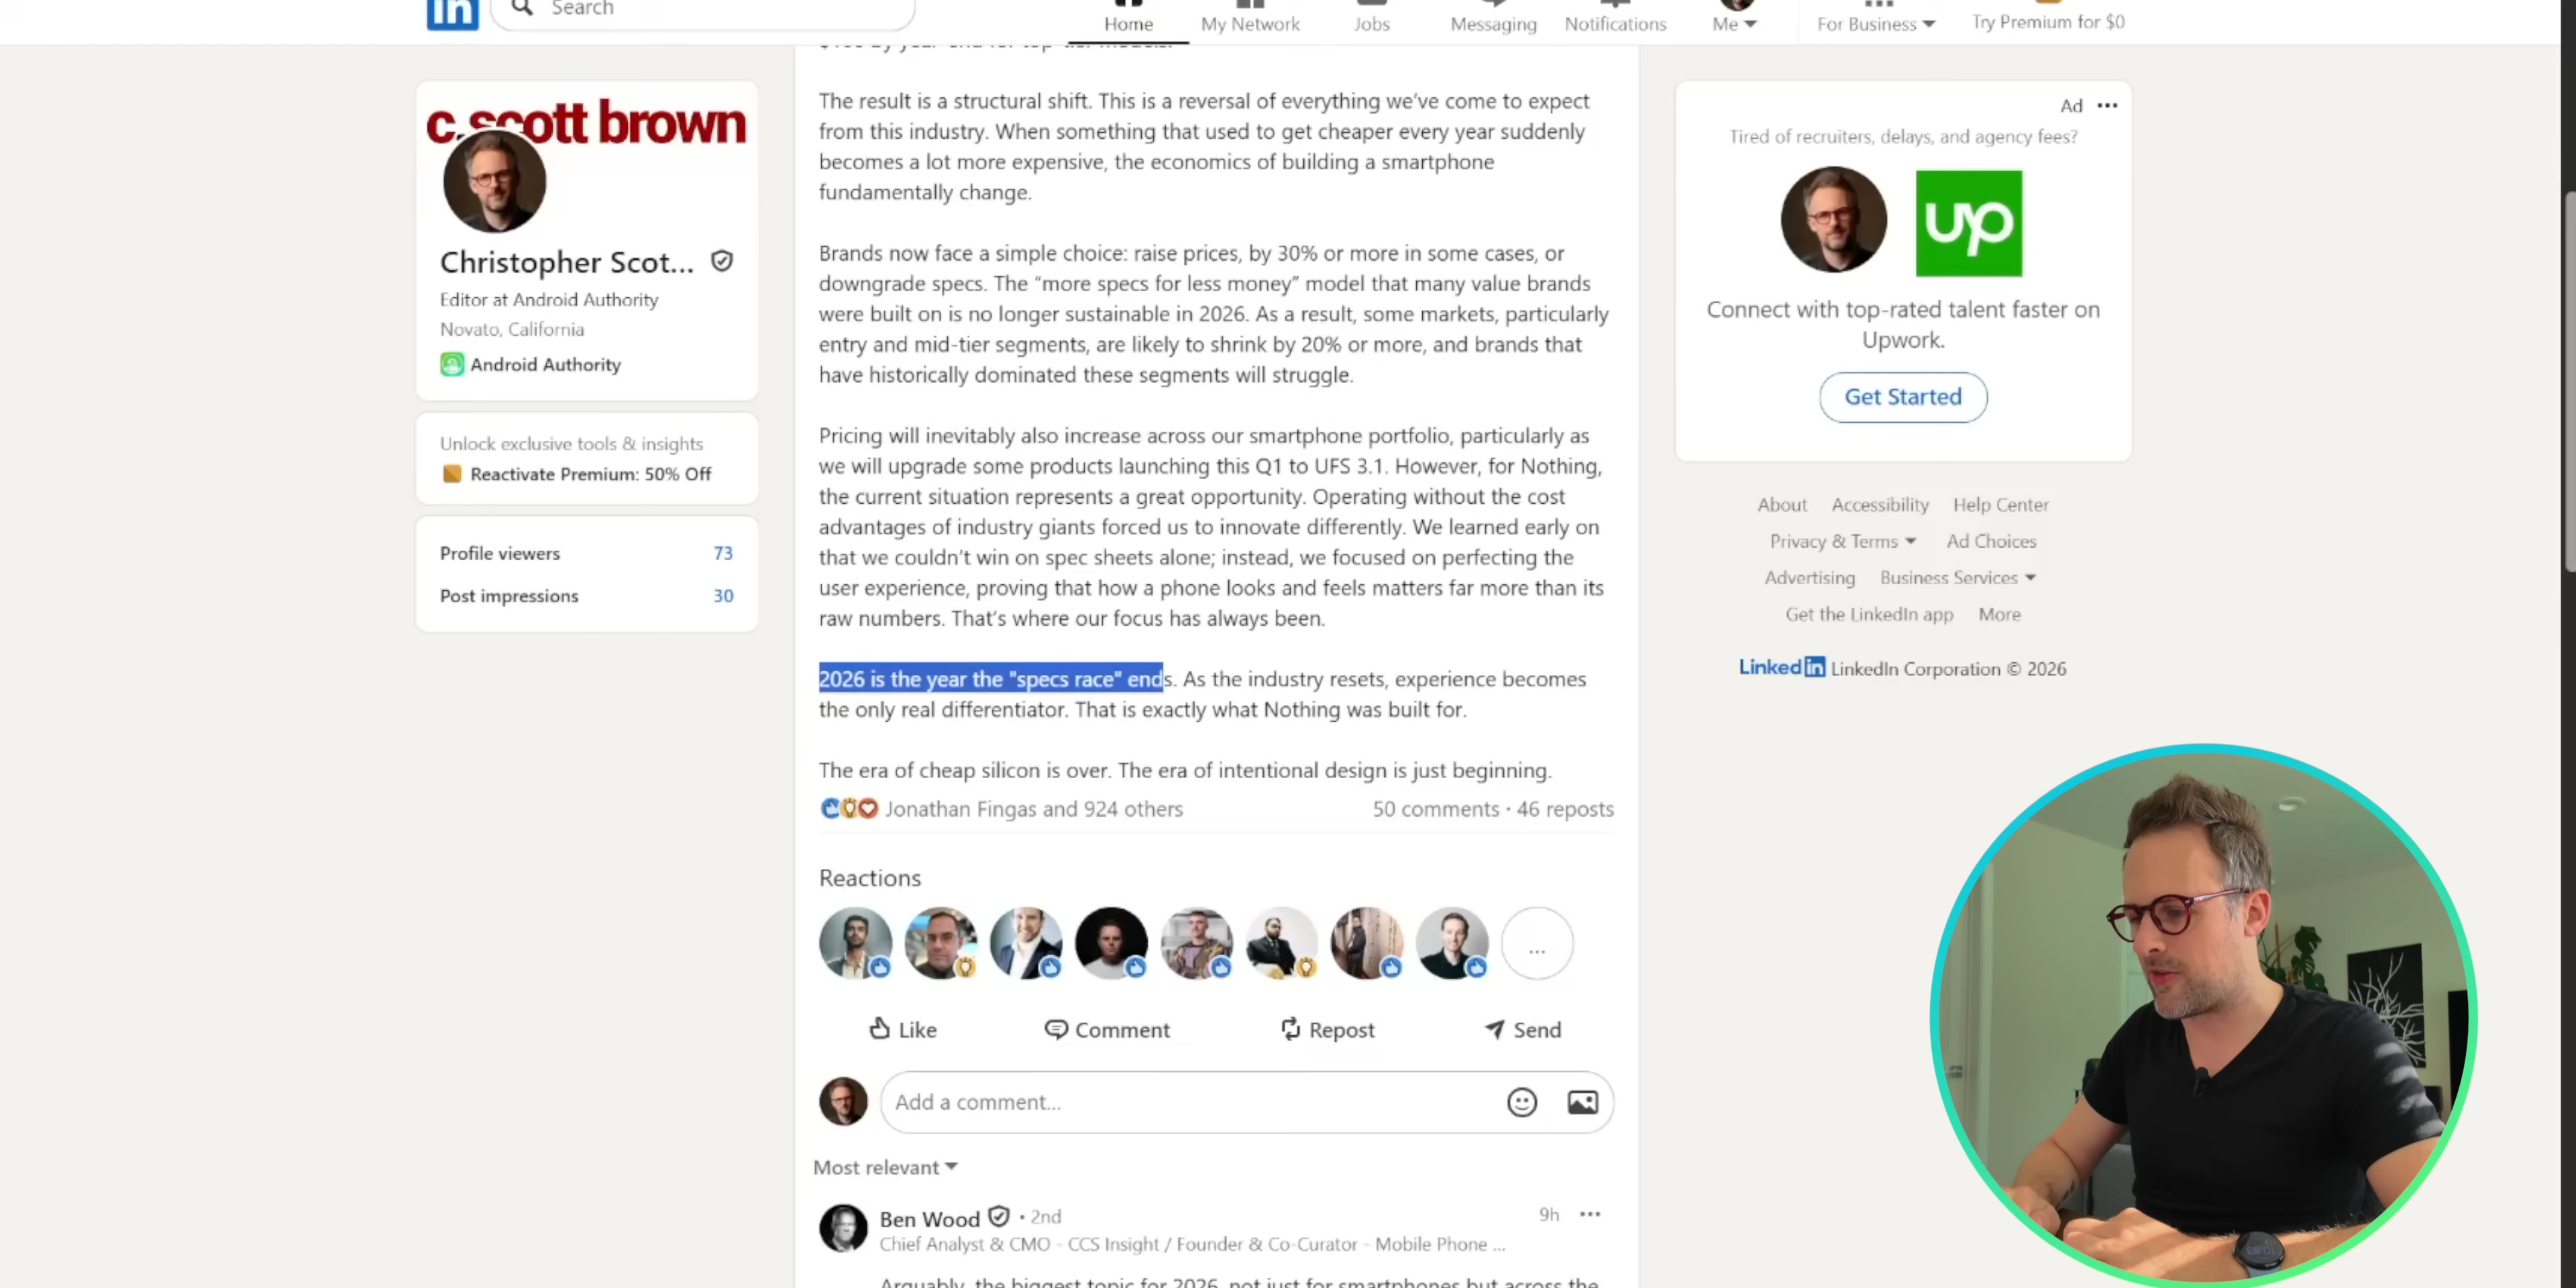 in
Search
Home
My Network
Jobs
Messaging
Notifications
Me
For Business
Try Premium for $0
c.scott brown
Christopher Scot...
Editor at Android Authority
Novato, California
Android Authority
Unlock exclusive tools & insights
Reactivate Premium: 50% Off
Profile viewers 73
Post impressions 30
The result is a structural shift. This is a reversal of everything we've come to expect
from this industry. When something that used to get cheaper every year suddenly
becomes a lot more expensive, the economics of building a smartphone
fundamentally change.
Brands now face a simple choice: raise prices, by 30% or more in some cases, or
downgrade specs. The “more specs for less money” model that many value brands
were built on is no longer sustainable in 2026. As a result, some markets, particularly
entry and mid-tier segments, are likely to shrink by 20% or more, and brands that
have historically dominated these segments will struggle.
Pricing will inevitably also increase across our smartphone portfolio, particularly as
we will upgrade some products launching this Q1 to UFS 3.1. However, for Nothing,
the current situation represents a great opportunity. Operating without the cost
advantages of industry giants forced us to innovate differently. We learned early on
that we couldn't win on spec sheets alone; instead, we focused on perfecting the
user experience, proving that how a phone looks and feels matters far more than its
raw numbers. That's where our focus has always been.
2026 is the year the "specs race" ends. As the industry resets, experience becomes
the only real differentiator. That is exactly what Nothing was built for.
The era of cheap silicon is over. The era of intentional design is just beginning.
Jonathan Fingas and 924 others
50 comments · 46 reposts
Reactions
...
Like
Comment
Repost
Send
Add a comment...
Most relevant
Ben Wood • 2nd
9h
Chief Analyst & CMO - CCS Insight / Founder & Co-Curator - Mobile Phone ...
Arguably, the biggest topic for 2026, not just for smartphones but across the
Ad
Tired of recruiters, delays, and agency fees?
up
Connect with top-rated talent faster on
Upwork.
Get Started
About Accessibility Help Center
Privacy & Terms Ad Choices
Advertising Business Services
Get the LinkedIn app More
Linkedin LinkedIn Corporation © 2026